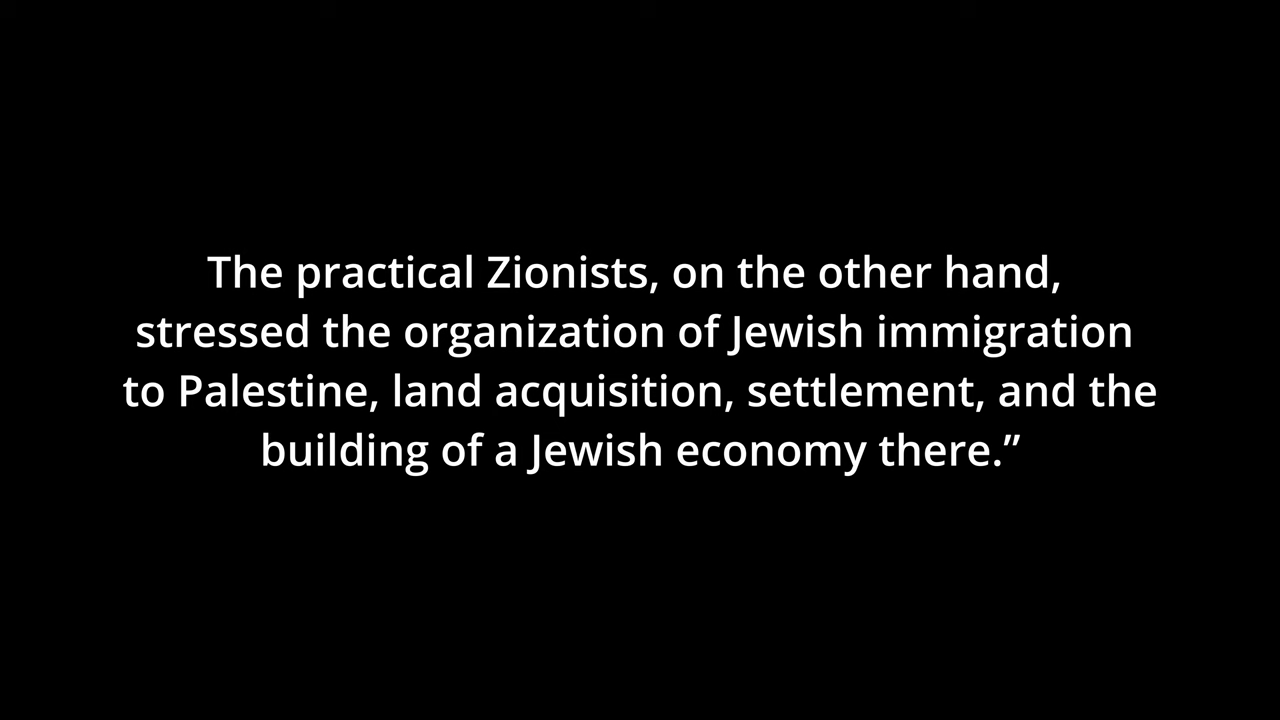 The practical Zionists, on the other hand,
stressed the organization of Jewish immigration
to Palestine, land acquisition, settlement, and the
building of a Jewish economy there.”